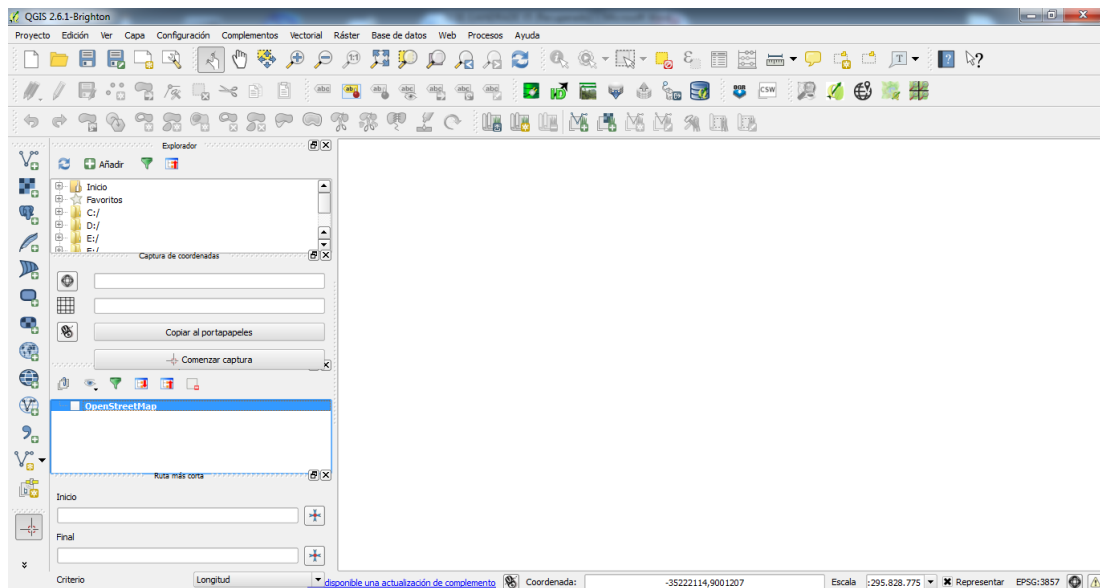 QGIS 2.6.1-Brighton
Proyecto Edición Ver Capa Configuración Complementos Vectorial Ráster Base de datos Web Procesos Ayuda
Explorador
Añadir
Inicio
Favoritos
C:/
D:/
E:/
Captura de coordenadas
Copiar al portapapeles
Comenzar captura
OpenStreetMap
Ruta más corta
Inicio
Final
Criterio Longitud
disponible una actualización de complemento Coordenada: -35222114,9001207 Escala :295.828.775 Representar EPSG:3857